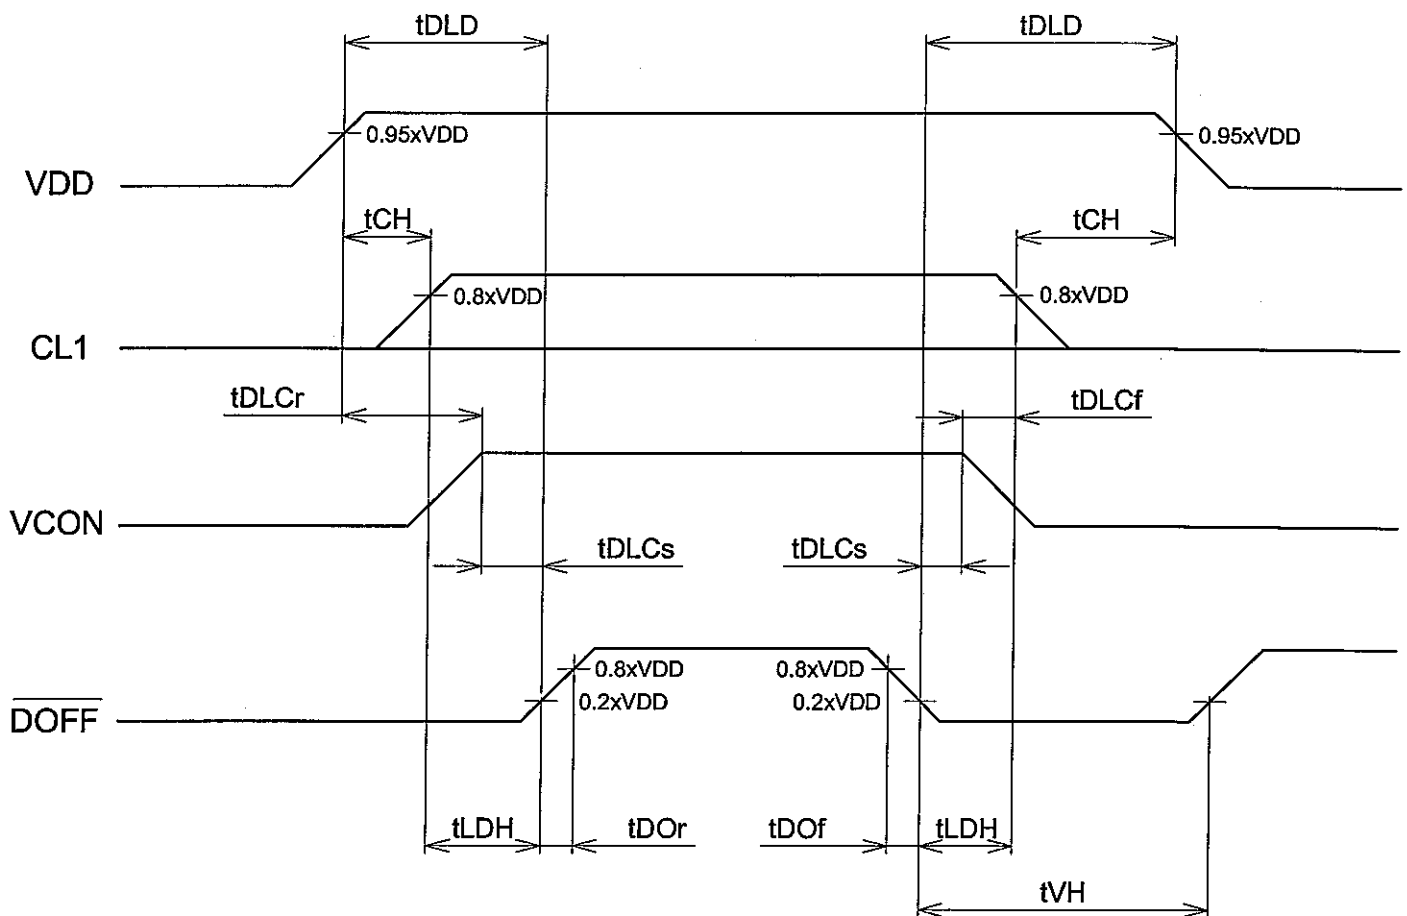 tDLD
tDLD
0.95xVDD
0.95xVDD
VDD
tCH
tCH
0.8xVDD
0.8xVDD
CL1
tDLCr
tDLCf
VCON
tDLCs
tDLCs
0.8xVDD
0.8xVDD
0.2xVDD
0.2xVDD
DOFF
tLDH
tDOr
tDOf
tLDH
tVH